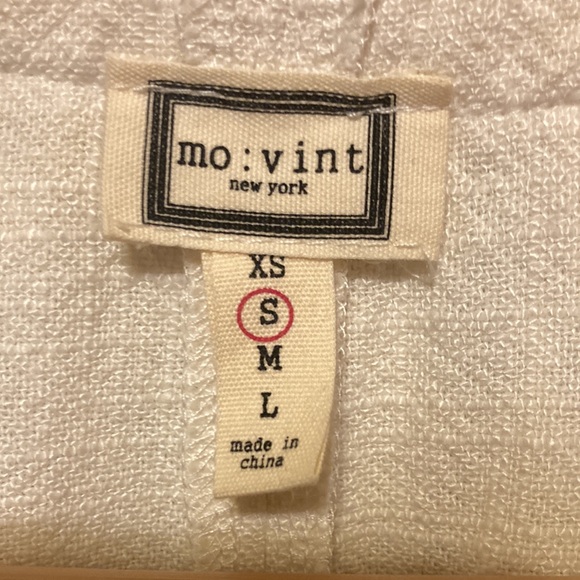 mo:vint
new york
XS
S
M
L
made in
china